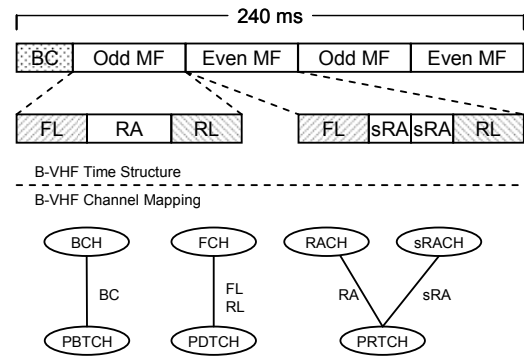 240 ms
BC Odd MF Even MF Odd MF Even MF
FL RA RL FL sRA sRA RL
B-VHF Time Structure
B-VHF Channel Mapping
BCH FCH RACH sRACH
BC FL RL RA sRA
PBTCH PDTCH PRTCH